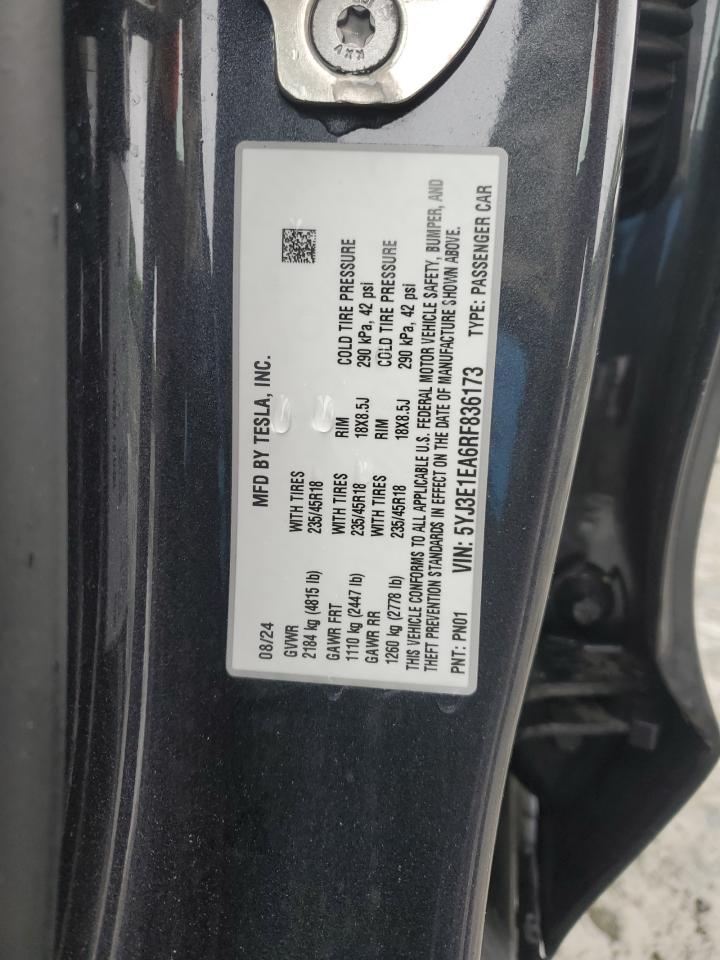 MFD BY TESLA, INC.
08/24
GVWR
2184 kg (4815 lb)
WITH TIRES
235/45R18
GAWR FRT WITH TIRES RIM COLD TIRE PRESSURE
1110 kg (2447 lb) 235/45R18 18X8.5J 290 kPa, 42 psi
GAWR RR WITH TIRES RIM COLD TIRE PRESSURE
1260 kg (2778 lb) 235/45R18 18X8.5J 290 kPa, 42 psi
THIS VEHICLE CONFORMS TO ALL APPLICABLE U.S. FEDERAL MOTOR VEHICLE SAFETY, BUMPER, AND
THEFT PREVENTION STANDARDS IN EFFECT ON THE DATE OF MANUFACTURE SHOWN ABOVE.
PNT: PN01 VIN: 5YJ3E1EA6RF836173 TYPE: PASSENGER CAR